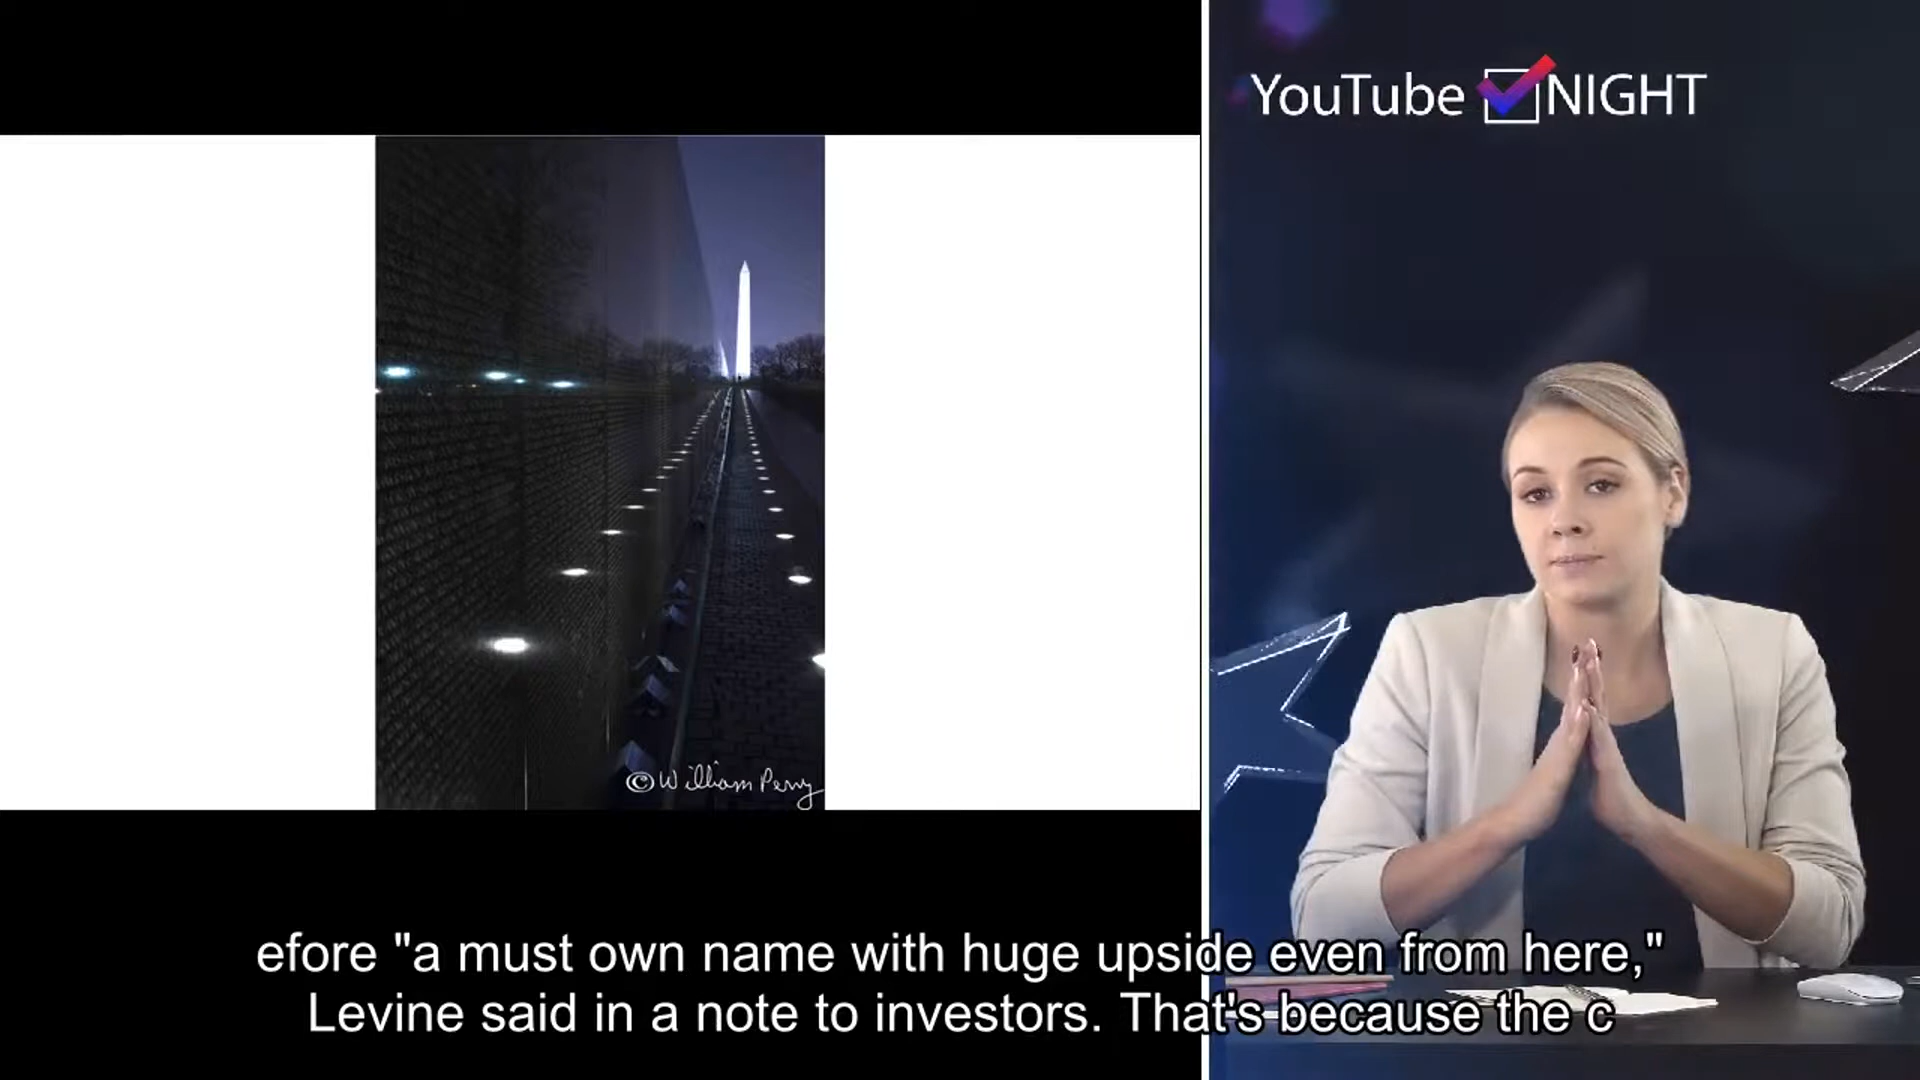 YouTube NIGHT
©William Perry
efore "a must own name with huge upside even from here,"
Levine said in a note to investors. That's because the c